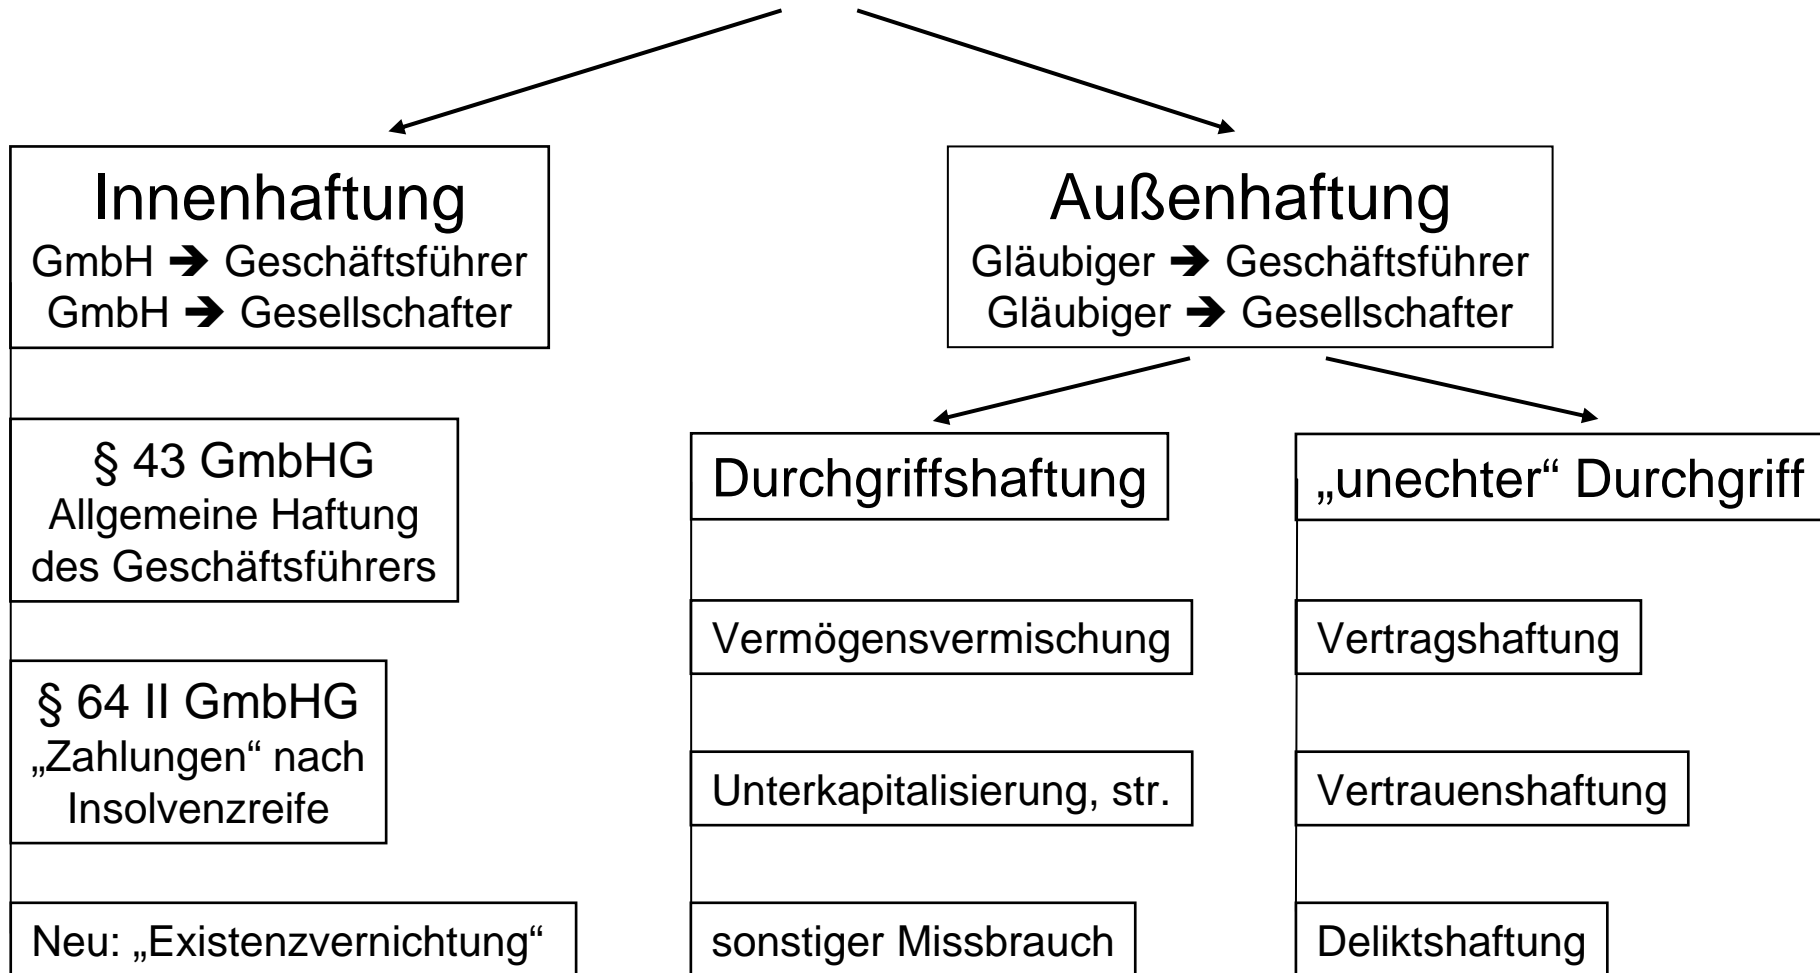 Innenhaftung
GmbH ➔ Geschäftsführer
GmbH ➔ Gesellschafter
Außenhaftung
Gläubiger ➔ Geschäftsführer
Gläubiger ➔ Gesellschafter
§ 43 GmbHG
Allgemeine Haftung
des Geschäftsführers
§ 64 II GmbHG
„Zahlungen“ nach
Insolvenzreife
Neu: „Existenzvernichtung“
Durchgriffshaftung
Vermögensvermischung
Unterkapitalisierung, str.
sonstiger Missbrauch
„unechter“ Durchgriff
Vertragshaftung
Vertrauenshaftung
Deliktshaftung